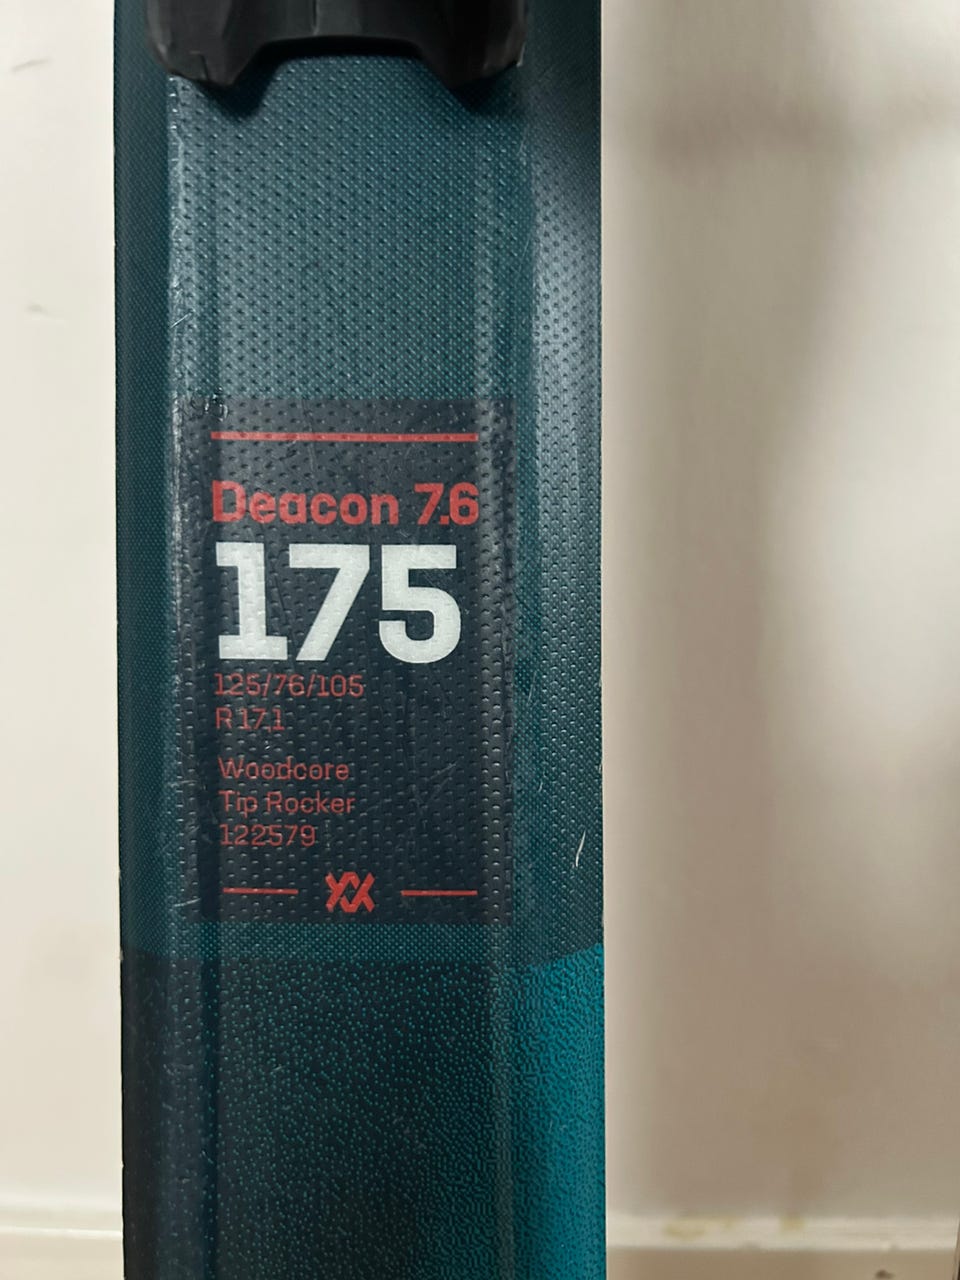 Deacon 7.6
175
125/76/105
R 17,1
Woodcore
Tip Rocker
122579